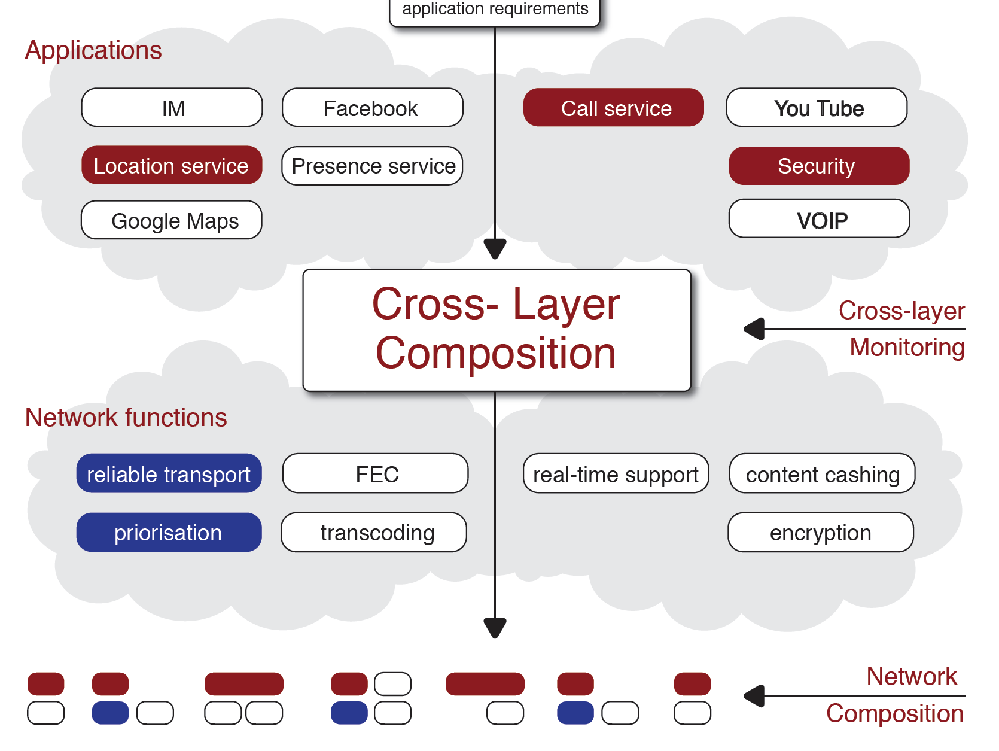 application requirements
Applications
IM
Facebook
Call service
You Tube
Location service
Presence service
Security
Google Maps
VOIP
Cross- Layer
Composition
Cross-layer
Monitoring
Network functions
reliable transport
FEC
real-time support
content cashing
priorisation
transcoding
encryption
Network
Composition